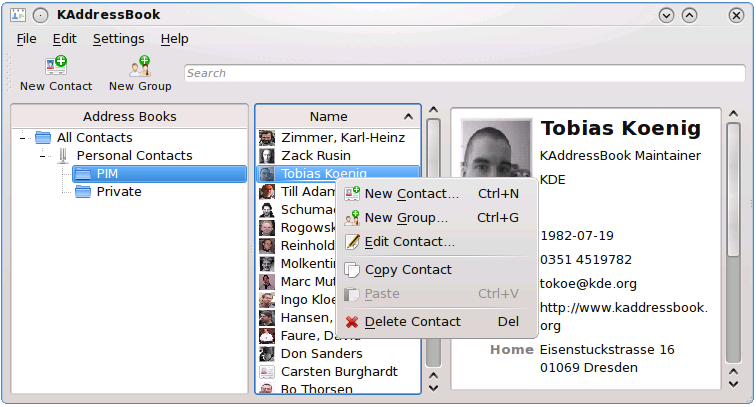 KAddressBook
File Edit Settings Help
New Contact New Group Search
Address Books
All Contacts
Personal Contacts
PIM
Private
Name
Zimmer, Karl-Heinz
Zack Rusin
Tobias Koenig
Till Adam
Schumac
Rogowsk
Reinhold
Molkentin
Marc Mut
Ingo Kloe
Hansen,
Faure, David
Don Sanders
Carsten Burghardt
Bo Thorsen
New Contact... Ctrl+N
New Group... Ctrl+G
Edit Contact...
Copy Contact
Paste Ctrl+V
Delete Contact Del
Tobias Koenig
KAddressBook Maintainer
KDE
1982-07-19
0351 4519782
tokoe@kde.org
http://www.kaddressbook.
org
Home Eisenstuckstrasse 16
01069 Dresden